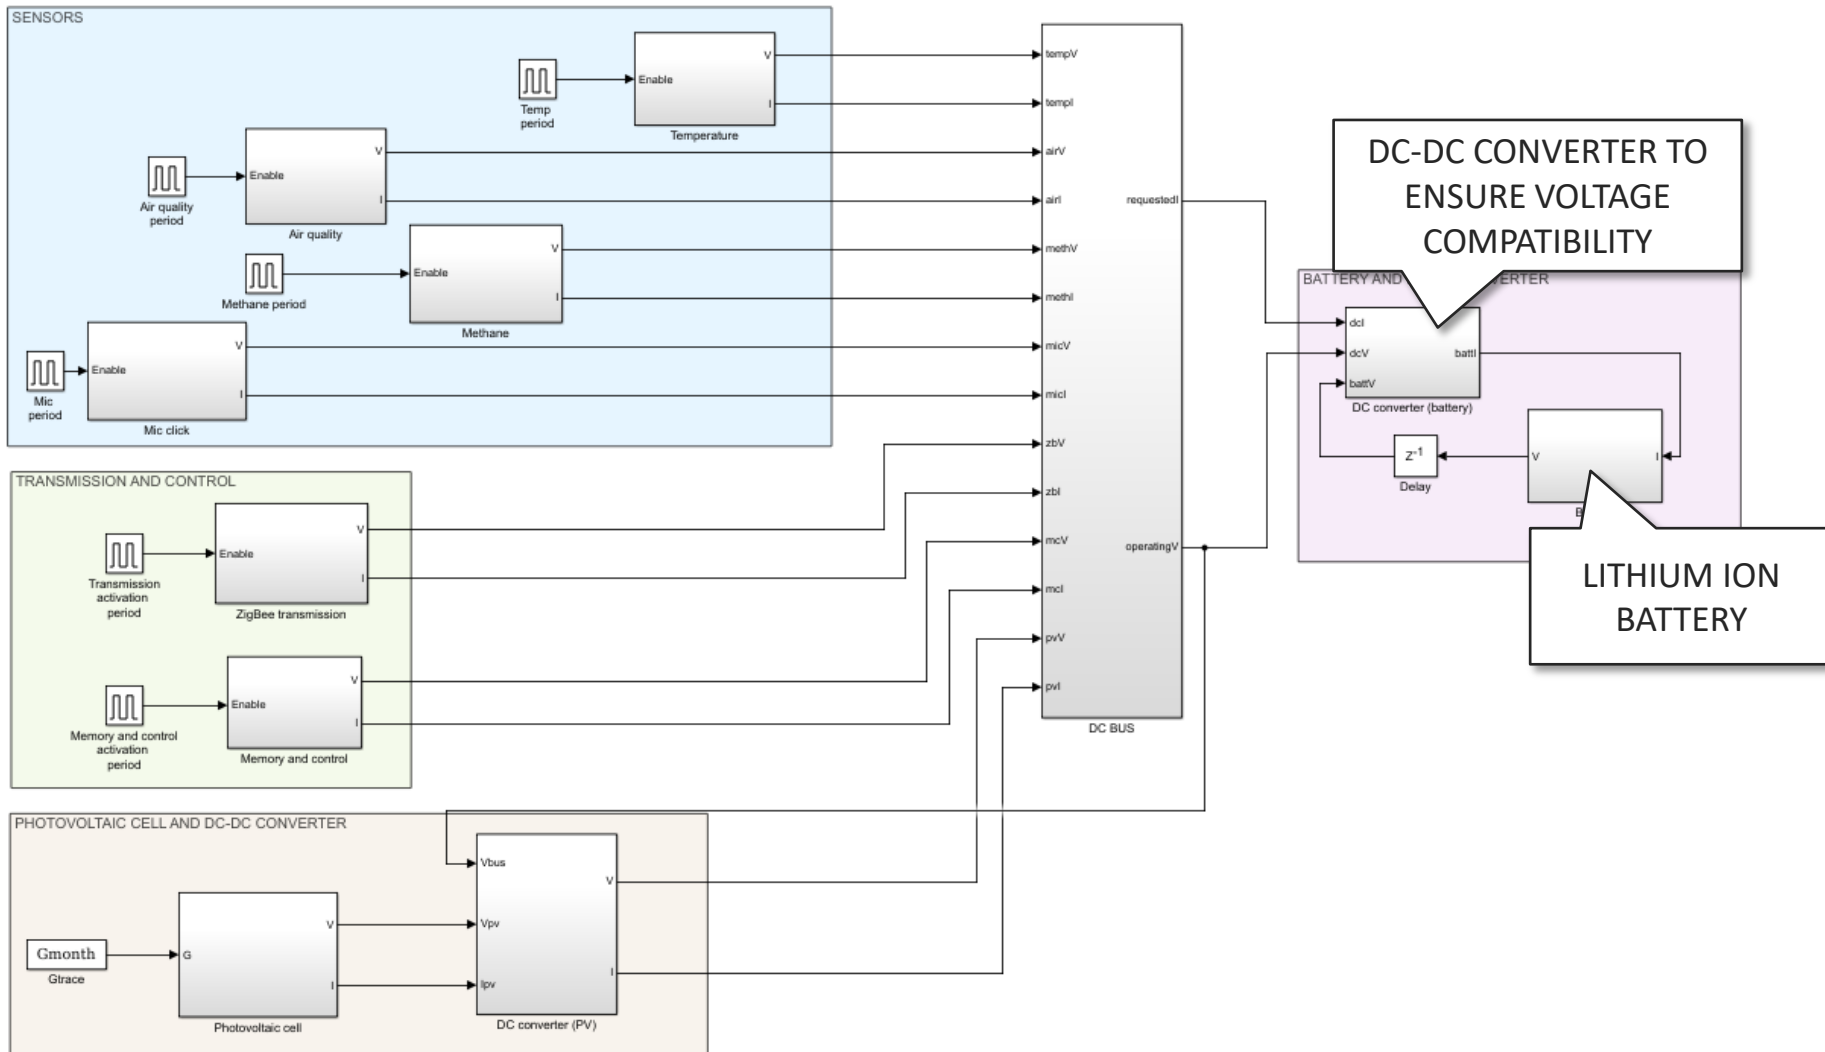 SENSORS
Temp
period
Enable
V
I
Temperature
Air quality
period
Enable
V
I
Air quality
Methane period
Enable
V
I
Methane
Mic
period
Enable
V
I
Mic click
TRANSMISSION AND CONTROL
Transmission
activation
period
Enable
V
I
ZigBee transmission
Memory and control
activation
period
Enable
V
I
Memory and control
PHOTOVOLTAIC CELL AND DC-DC CONVERTER
Gmonth
Gtrace
G
V
I
Photovoltaic cell
Vbus
Vpv
Ipv
V
I
DC converter (PV)
tempV
tempI
airV
airI
methV
methI
micV
micI
zbV
zbI
mcV
mcI
pvV
pvI
requestedI
operatingV
DC BUS
DC-DC CONVERTER TO
ENSURE VOLTAGE
COMPATIBILITY
BATTERY AND VERTER
dcI
dcV
battV
battI
DC converter (battery)
Z-1
Delay
V
I
B
LITHIUM ION
BATTERY